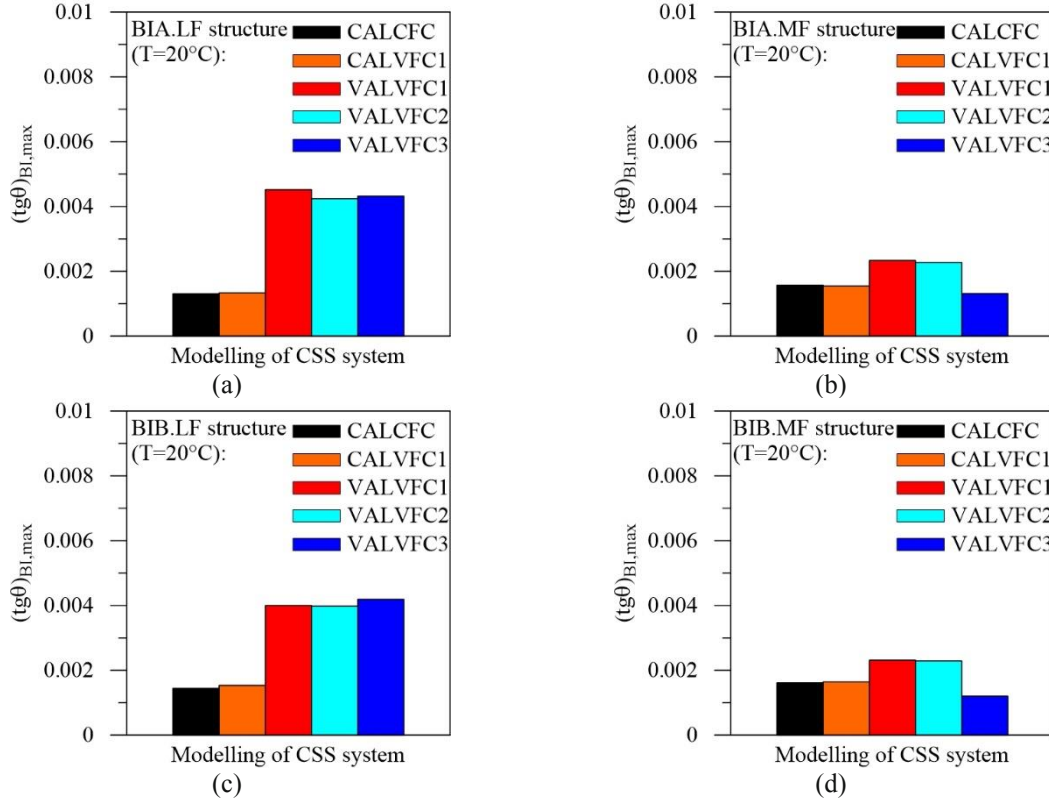 0.01
0.008
0.006
0.004
0.002
0
(tgθ)BI,max
BIA.LF structure
(T=20°C):
CALCFC
CALVFC1
VALVFC1
VALVFC2
VALVFC3
Modelling of CSS system
(a)
0.01
0.008
0.006
0.004
0.002
0
(tgθ)BI,max
BIA.MF structure
(T=20°C):
CALCFC
CALVFC1
VALVFC1
VALVFC2
VALVFC3
Modelling of CSS system
(b)
0.01
0.008
0.006
0.004
0.002
0
(tgθ)BI,max
BIB.LF structure
(T=20°C):
CALCFC
CALVFC1
VALVFC1
VALVFC2
VALVFC3
Modelling of CSS system
(c)
0.01
0.008
0.006
0.004
0.002
0
(tgθ)BI,max
BIB.MF structure
(T=20°C):
CALCFC
CALVFC1
VALVFC1
VALVFC2
VALVFC3
Modelling of CSS system
(d)